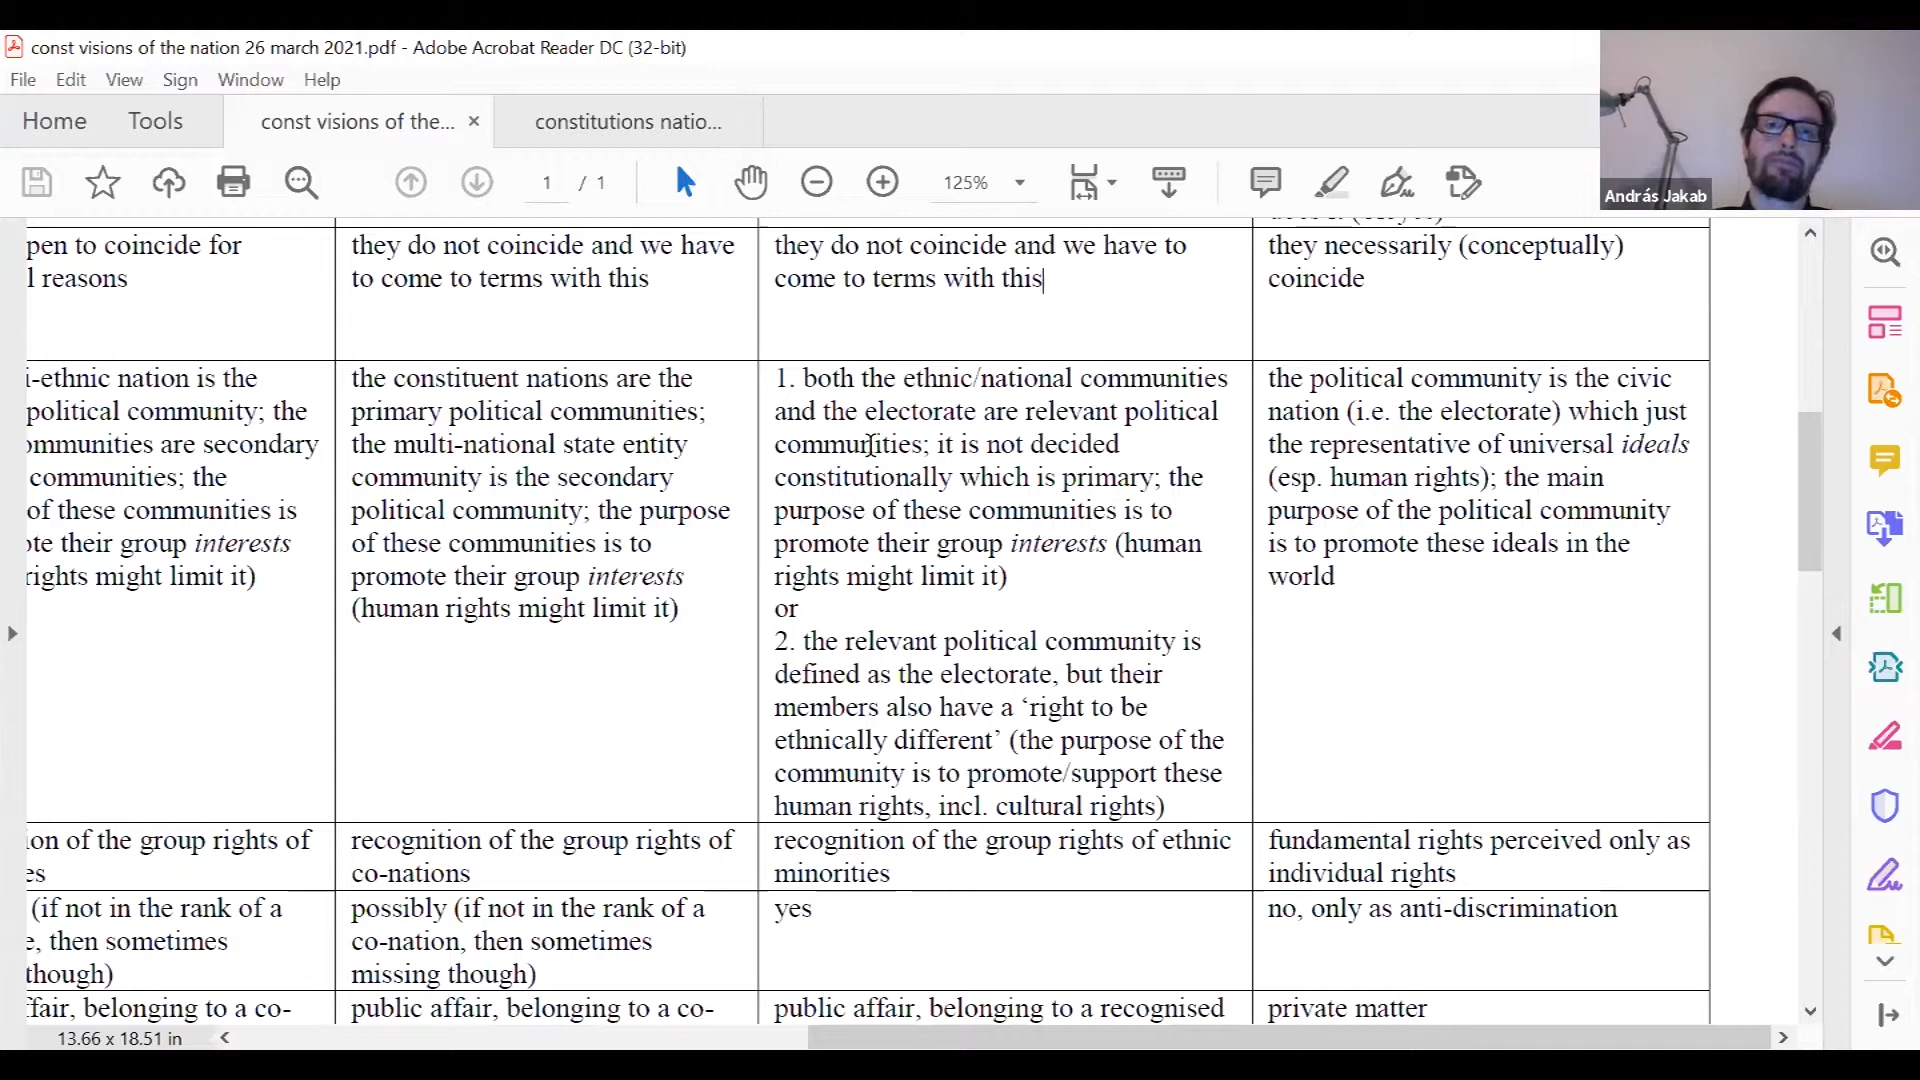 const visions of the nation 26 march 2021.pdf - Adobe Acrobat Reader DC (32-bit)
File Edit View Sign Window Help
Home Tools const visions of the... × constitutions natio...
1 / 1 125%
András Jakab
pen to coincide for
l reasons
they do not coincide and we have
to come to terms with this
they do not coincide and we have to
come to terms with this
they necessarily (conceptually)
coincide
i-ethnic nation is the
political community; the
ommunities are secondary
communities; the
of these communities is
ote their group interests
rights might limit it)
the constituent nations are the
primary political communities;
the multi-national state entity
community is the secondary
political community; the purpose
of these communities is to
promote their group interests
(human rights might limit it)
1. both the ethnic/national communities
and the electorate are relevant political
communities; it is not decided
constitutionally which is primary; the
purpose of these communities is to
promote their group interests (human
rights might limit it)
or
2. the relevant political community is
defined as the electorate, but their
members also have a ‘right to be
ethnically different’ (the purpose of the
community is to promote/support these
human rights, incl. cultural rights)
the political community is the civic
nation (i.e. the electorate) which just
the representative of universal ideals
(esp. human rights); the main
purpose of the political community
is to promote these ideals in the
world
ion of the group rights of
es
recognition of the group rights of
co-nations
recognition of the group rights of ethnic
minorities
fundamental rights perceived only as
individual rights
(if not in the rank of a
e, then sometimes
though)
possibly (if not in the rank of a
co-nation, then sometimes
missing though)
yes
no, only as anti-discrimination
ffair, belonging to a co-
public affair, belonging to a co-
public affair, belonging to a recognised
private matter
13.66 x 18.51 in